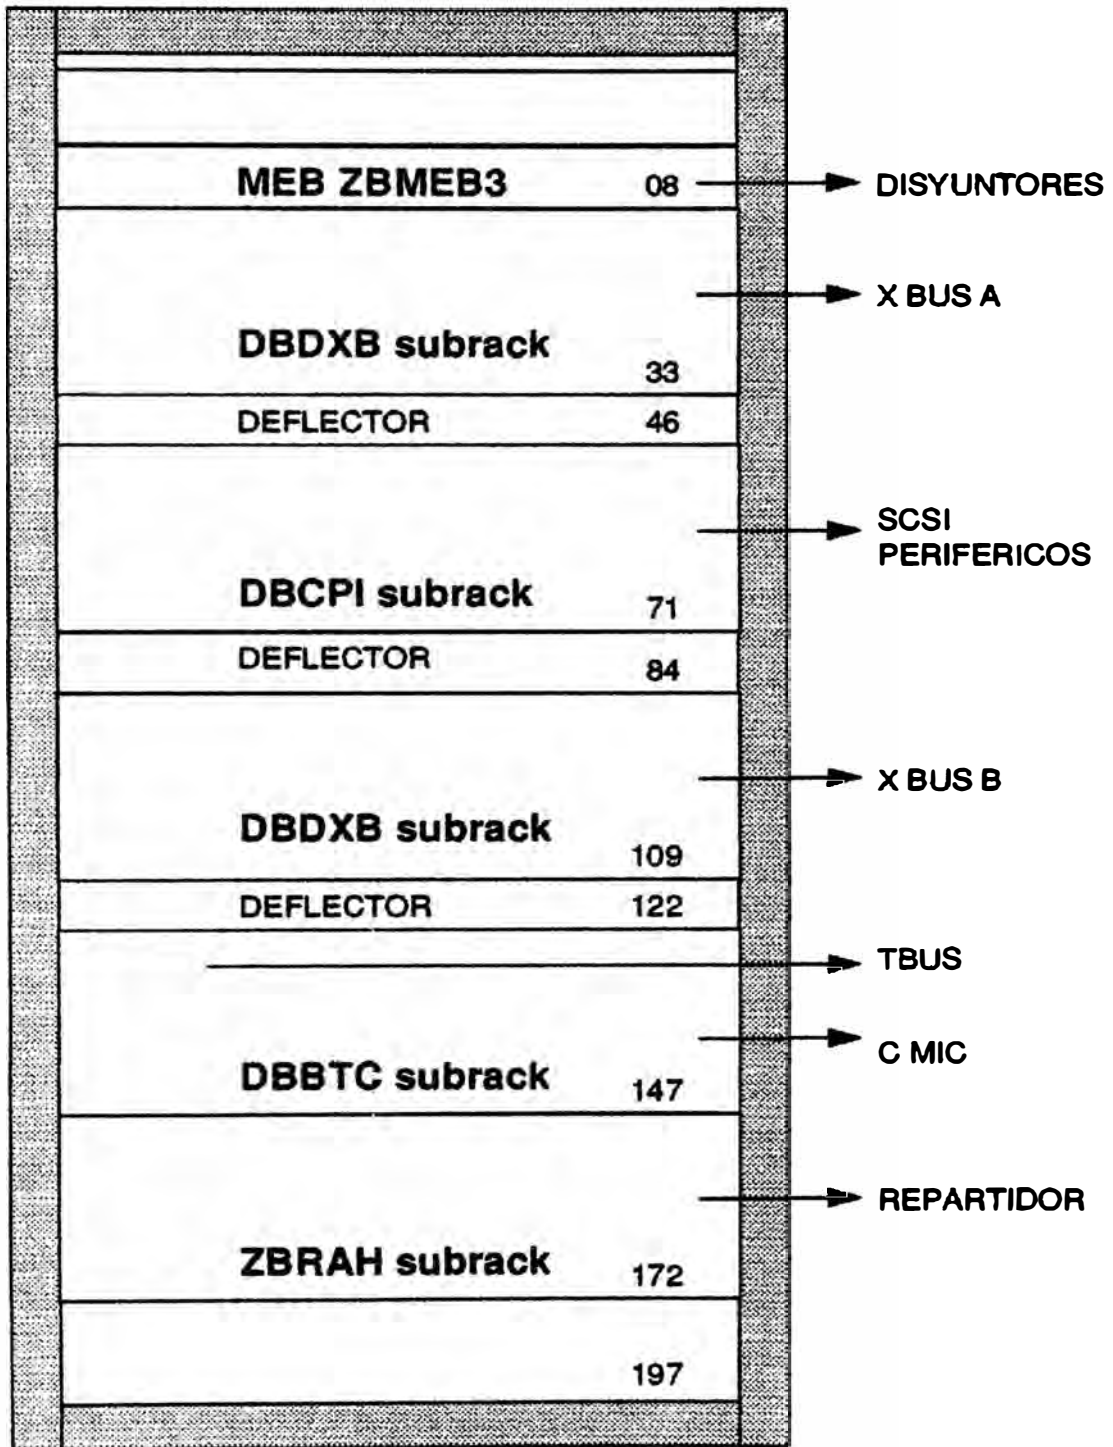 MEB ZBMEB3 08 DISYUNTORES
X BUS A
DBDXB subrack
33
DEFLECTOR 46
SCSI
PERIFERICOS
DBCPI subrack 71
DEFLECTOR 84
X BUS B
DBDXB subrack
109
DEFLECTOR 122
TBUS
C MIC
DBBTC subrack 147
REPARTIDOR
ZBRAH subrack 172
197